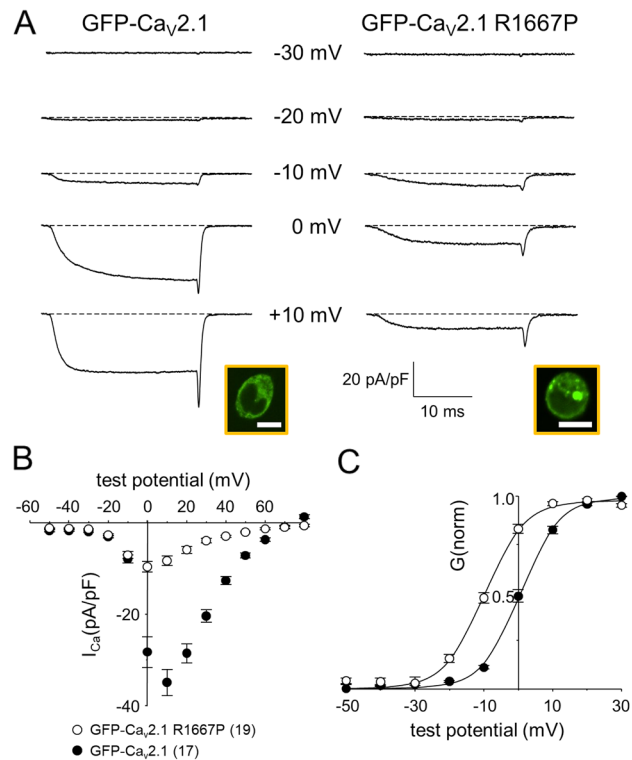 A
GFP-CaV2.1
GFP-CaV2.1 R1667P
-30 mV
-20 mV
-10 mV
0 mV
+10 mV
20 pA/pF
10 ms
B
test potential (mV)
-60 -40 -20 0 20 40 60
-20
-40
ICa(pA/pF)
GFP-Cav2.1 R1667P (19)
GFP-Cav2.1 (17)
C
1.0
0.5
G(norm)
-50 -30 -10 10 30
test potential (mV)